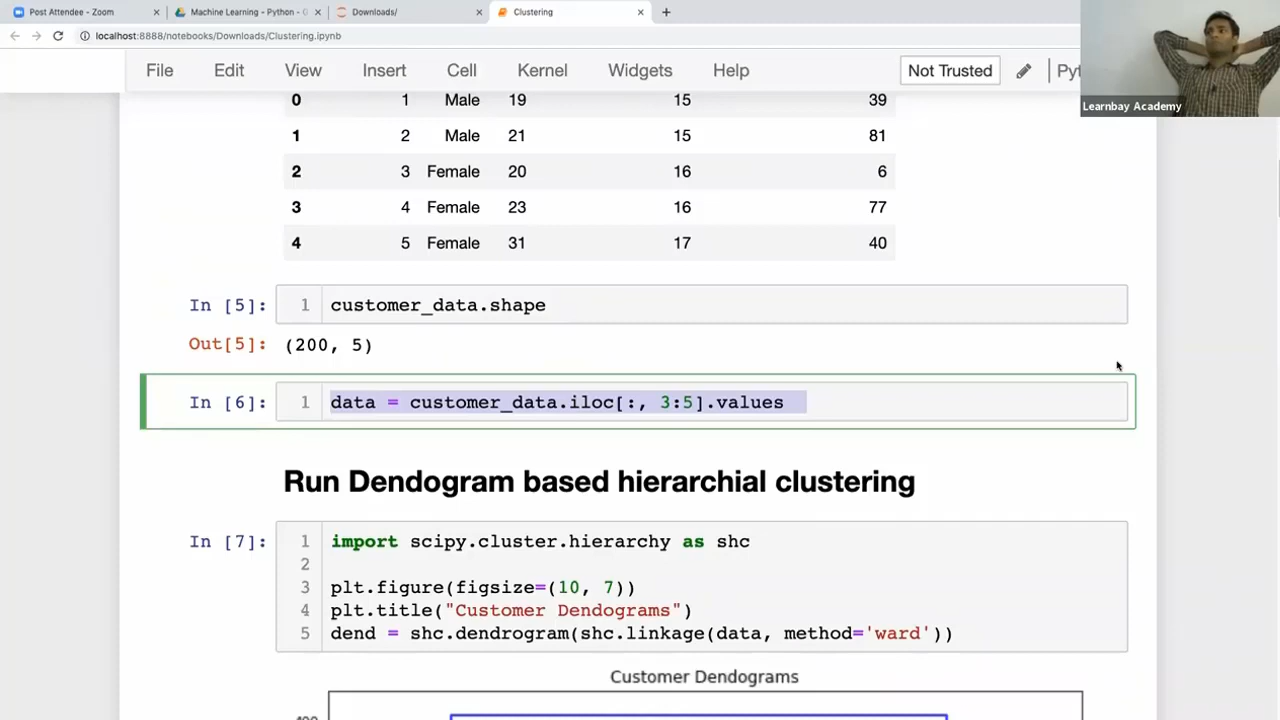 Post Attendee - Zoom
Machine Learning - Python -
Downloads/
Clustering
localhost:8888/notebooks/Downloads/Clustering.ipynb
File Edit View Insert Cell Kernel Widgets Help Not Trusted
Learnbay Academy
0 1 Male 19 15 39
1 2 Male 21 15 81
2 3 Female 20 16 6
3 4 Female 23 16 77
4 5 Female 31 17 40
In [5]: 1 customer_data.shape
Out[5]: (200, 5)
In [6]: 1 data = customer_data.iloc[:, 3:5].values
Run Dendogram based hierarchial clustering
In [7]: 1 import scipy.cluster.hierarchy as shc
2
3 plt.figure(figsize=(10, 7))
4 plt.title("Customer Dendograms")
5 dend = shc.dendrogram(shc.linkage(data, method='ward'))
Customer Dendograms